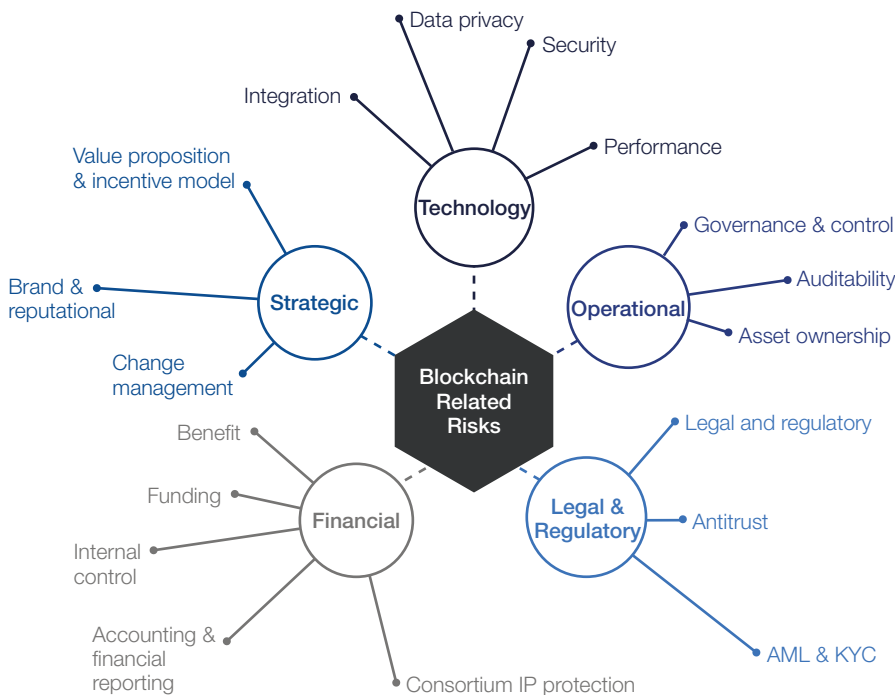 Data privacy
Security
Integration
Performance
Technology
Value proposition
& incentive model
Brand &
reputational
Change
management
Strategic
Governance & control
Auditability
Asset ownership
Operational
Blockchain
Related
Risks
Benefit
Funding
Internal
control
Accounting &
financial
reporting
Consortium IP protection
Financial
Legal and regulatory
Antitrust
AML & KYC
Legal &
Regulatory